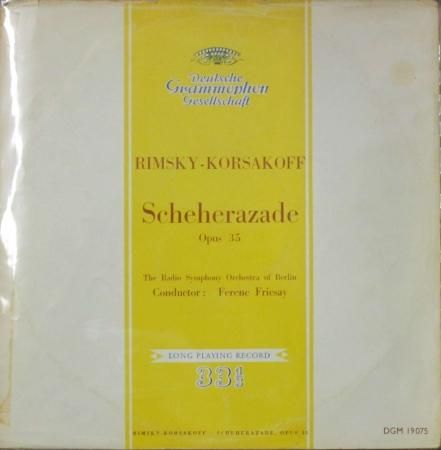 Deutsche
Grammophon
Gesellschaft
RIMSKY-KORSAKOFF
Scheherazade
Opus 35
The Radio Symphony Orchestra of Berlin
Conductor: Ferenc Fricsay
LONG PLAYING RECORD
33⅓
RIMSKY-KORSAKOFF · SCHEHERAZADE, OPUS 35
DGM 19075